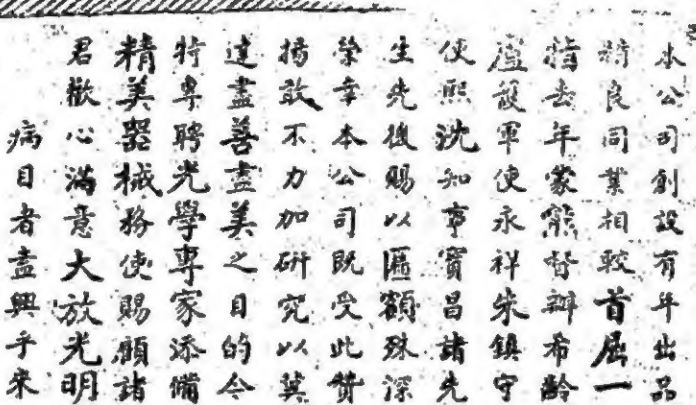 本公司創設有年出品
特良同業相較首屈一
指去年蒙熊督辦希齡
盧護軍使永祥朱鎮守
使熙沈知事寶昌諸先
生先後賜以匾額殊深
榮幸本公司既受此贊
揚敢不力加研究以冀
達盡善盡美之目的今
特專聘光學專家添備
精美器械務使賜顧諸
君歡心滿意大放光明
病目者盍興乎來